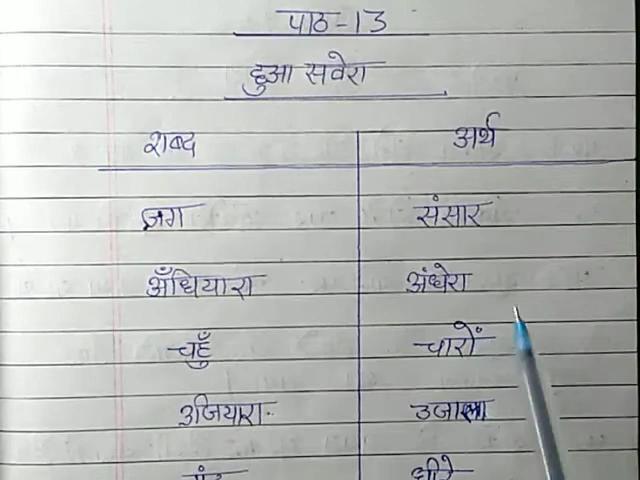 पाठ-13
हुआ सवेरा
शब्द अर्थ
जग संसार
अँधियारा अंधेरा
चहुँ चारों
उजियारा उजाला